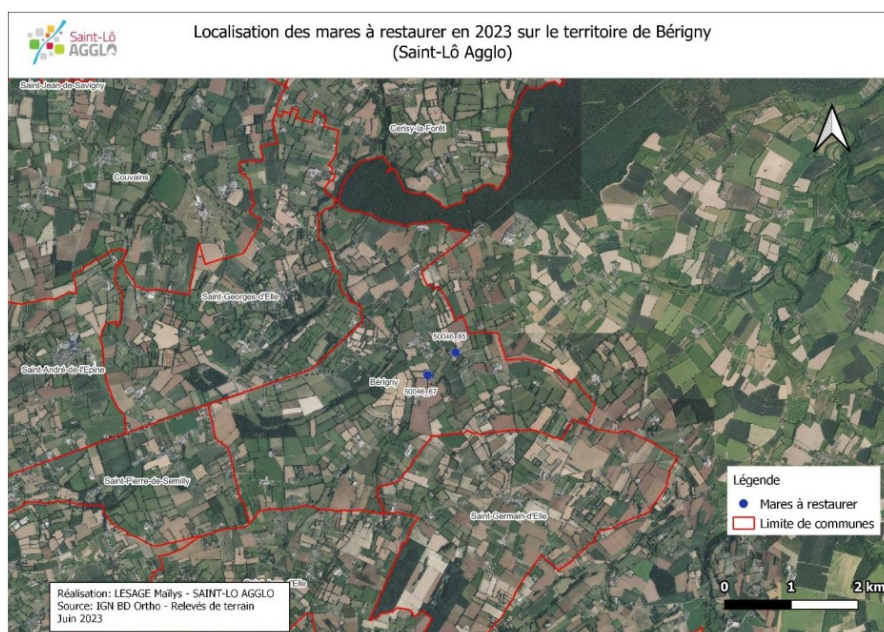 Saint-Lô
AGGLO
Localisation des mares à restaurer en 2023 sur le territoire de Bérigny
(Saint-Lô Agglo)
Saint-Jean-de-Savigny
Cerisy-la-Forêt
Couvains
Saint-Georges-d'Elle
50046_65
Saint-André-de-l'Epine
Bérigny
50046_67
Saint-Pierre-de-Semilly
Saint-Germain-d'Elle
Légende
Mares à restaurer
Limite de communes
d'Elle
Réalisation: LESAGE Maïlys - SAINT-LO AGGLO
Source: IGN BD Ortho - Relevés de terrain
Juin 2023
0 1 2 km